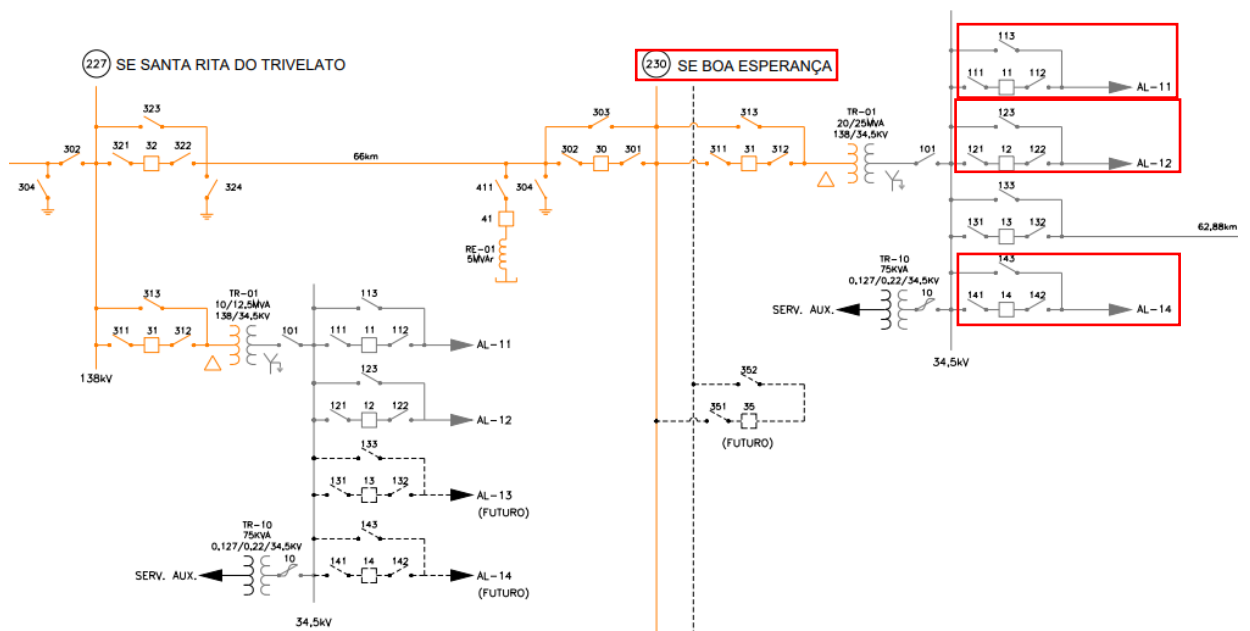 227 SE SANTA RITA DO TRIVELATO
302
304
323
321 32 322
324
66km
411
41
RE-01
5MVAr
304
303
302 30 301
230 SE BOA ESPERANÇA
313
311 31 312
TR-01
20/25MVA
138/34,5KV
101
113
111 11 112
AL-11
123
121 12 122
AL-12
133
131 13 132
62,88km
TR-10
75KVA
0,127/0,22/34,5KV
SERV. AUX.
10
143
141 14 142
AL-14
34,5kV
352
351 35
(FUTURO)
313
311 31 312
138kV
TR-01
10/12,5MVA
138/34,5KV
101
113
111 11 112
AL-11
123
121 12 122
AL-12
133
131 13 132
AL-13
(FUTURO)
TR-10
75KVA
0,127/0,22/34,5KV
SERV. AUX.
10
143
141 14 142
AL-14
(FUTURO)
34,5kV